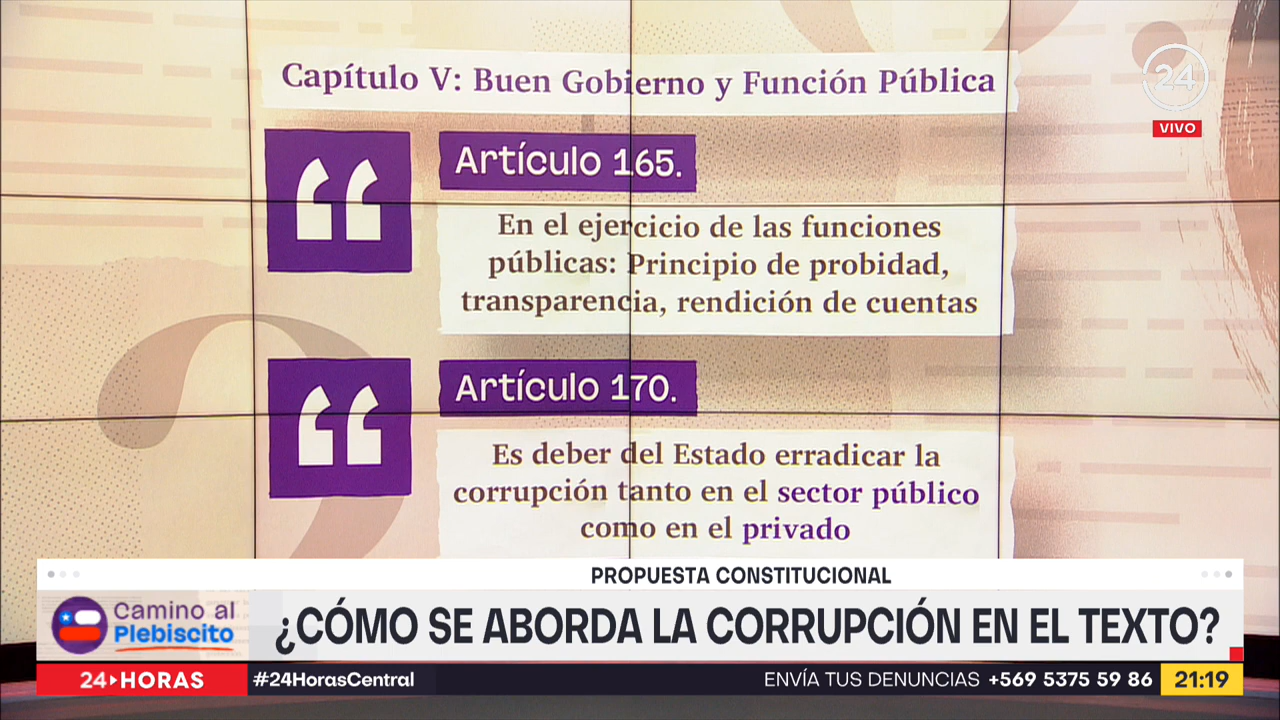 Capítulo V: Buen Gobierno y Función Pública
24
VIVO
“ Artículo 165.
En el ejercicio de las funciones
públicas: Principio de probidad,
transparencia, rendición de cuentas
“ Artículo 170.
Es deber del Estado erradicar la
corrupción tanto en el sector público
como en el privado
PROPUESTA CONSTITUCIONAL
Camino al
Plebiscito
¿CÓMO SE ABORDA LA CORRUPCIÓN EN EL TEXTO?
24 HORAS
#24HorasCentral
ENVÍA TUS DENUNCIAS +569 5375 59 86
21:19